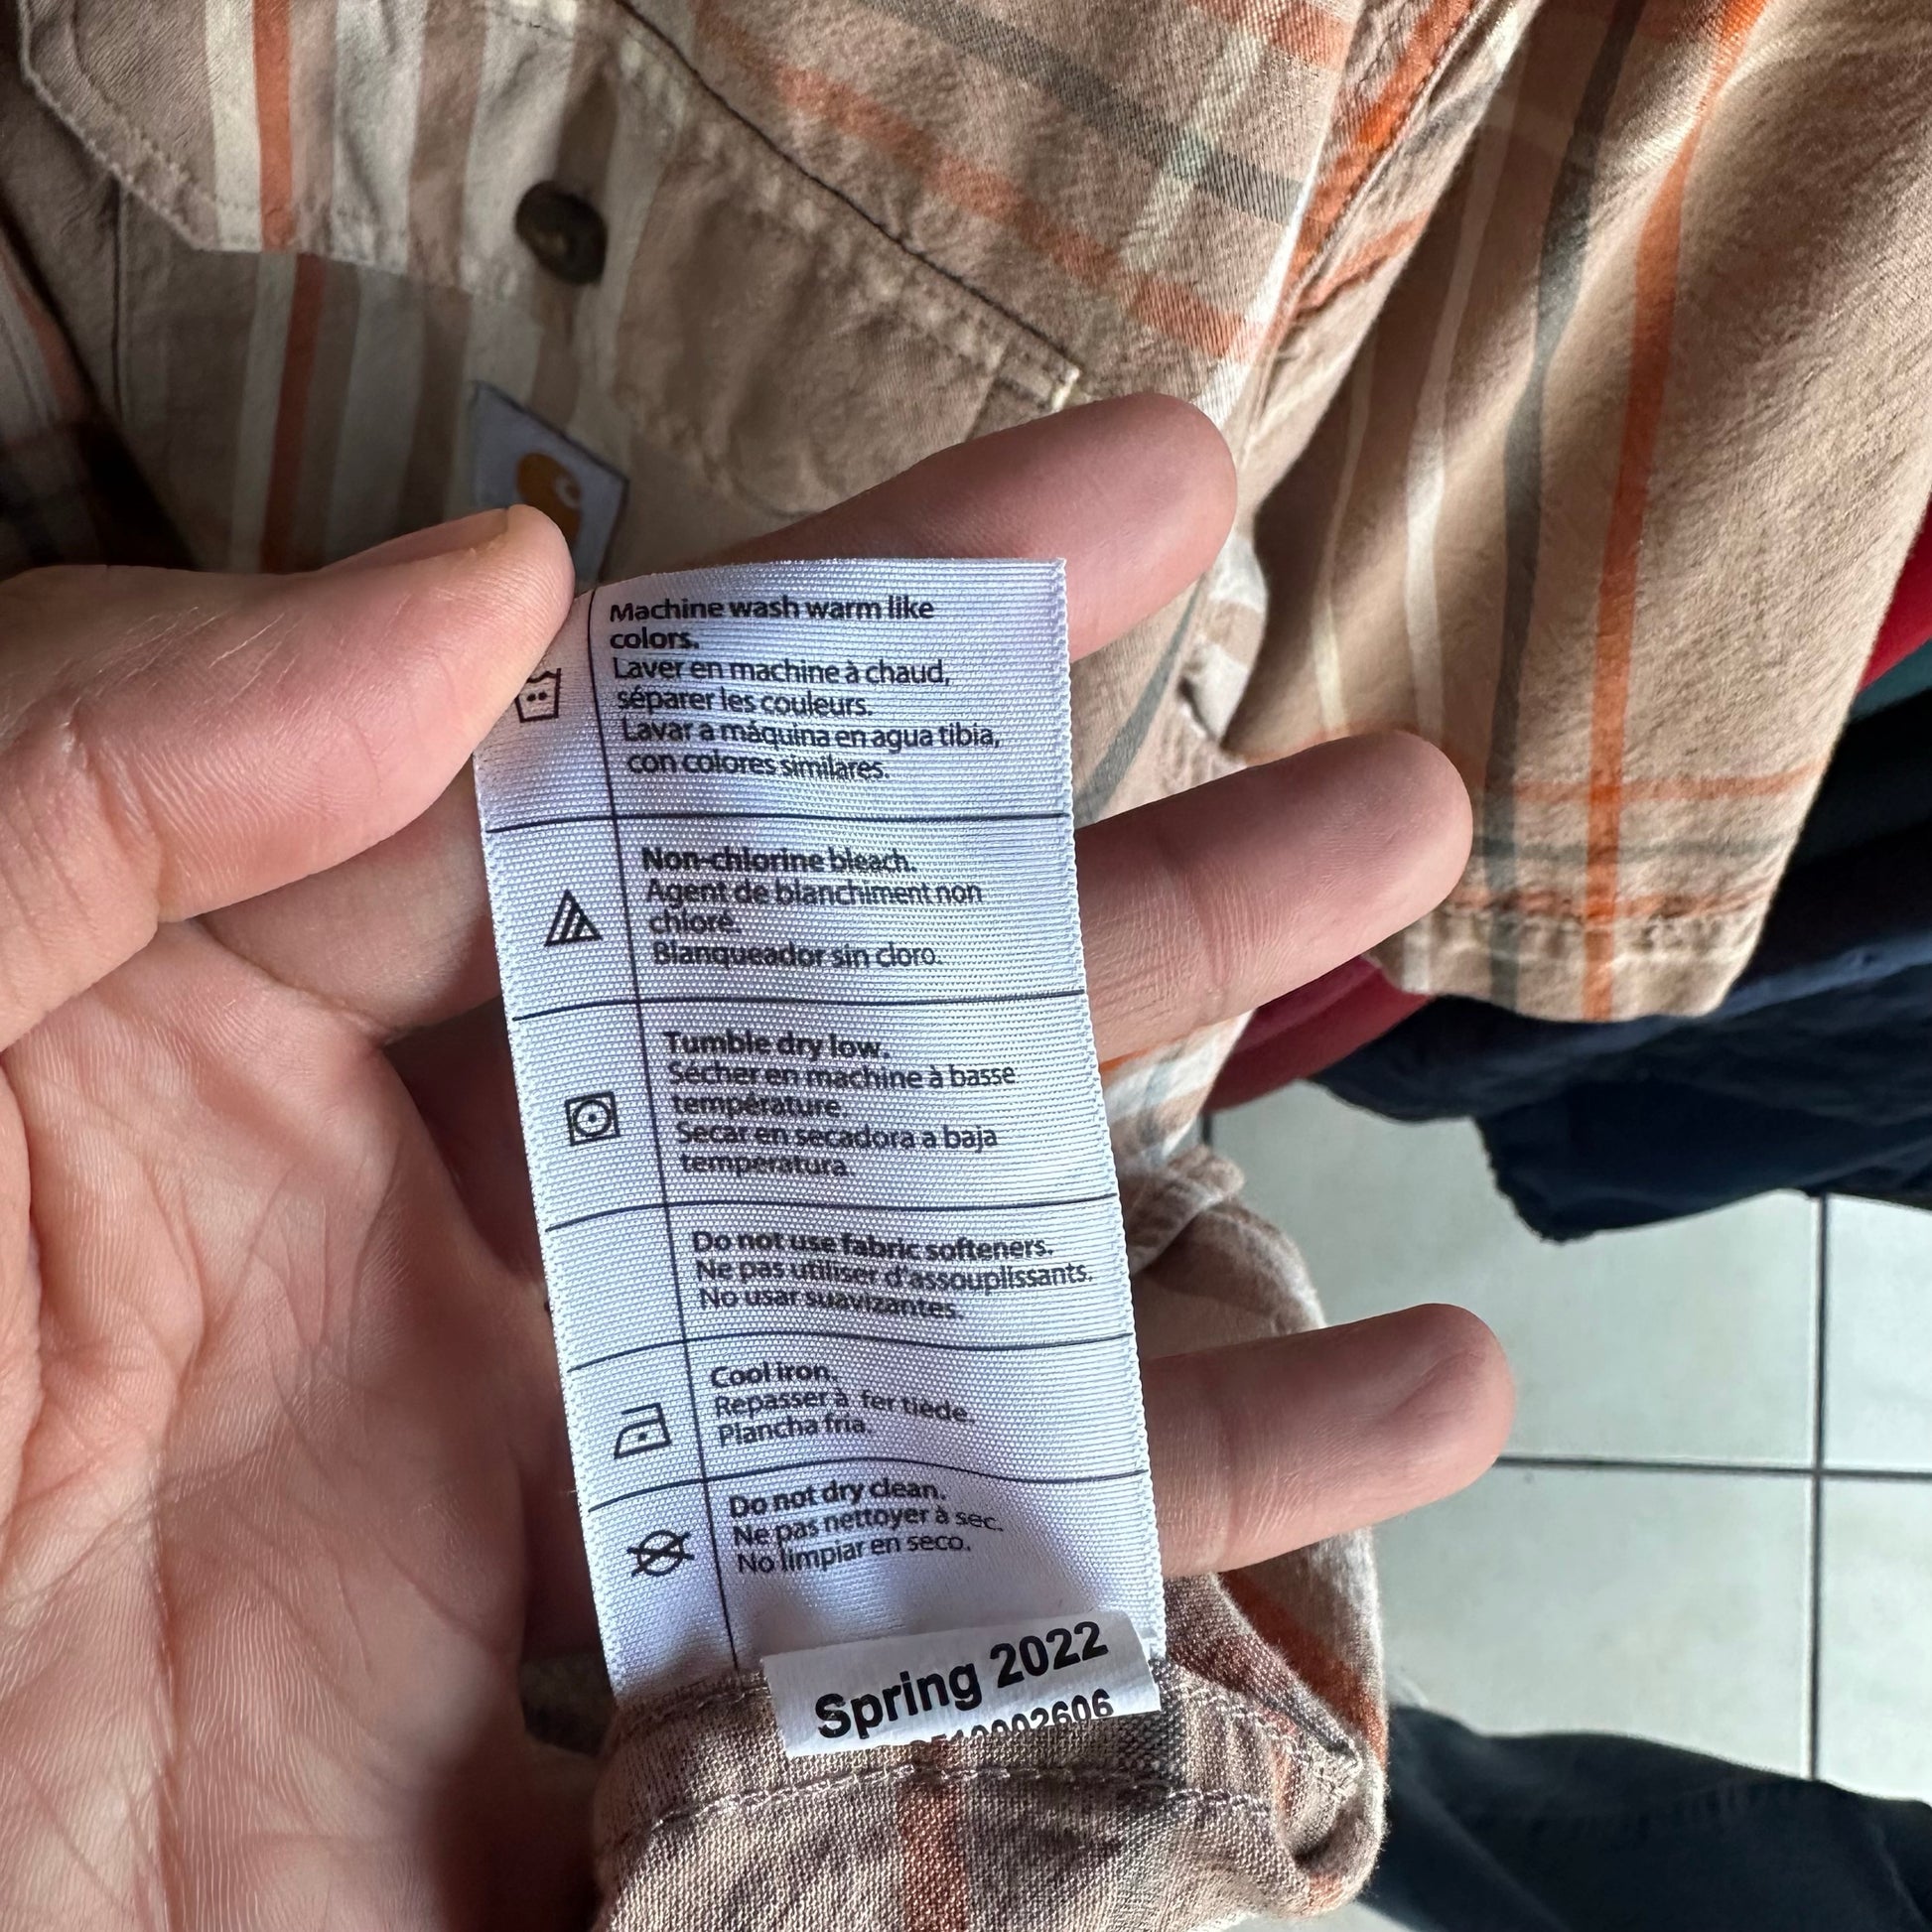 Machine wash warm like
colors.
Laver en machine à chaud,
séparer les couleurs.
Lavar a máquina en agua tibia,
con colores similares.
Non-chlorine bleach.
Agent de blanchiment non
chloré.
Blanqueador sin cloro.
Tumble dry low.
Sécher en machine à basse
température.
Secar en secadora a baja
temperatura.
Do not use fabric softeners.
Ne pas utiliser d'assouplissants.
No usar suavizantes.
Cool iron.
Repasser à fer tiède.
Plancha fria.
Do not dry clean.
Ne pas nettoyer à sec.
No limpiar en seco.
Spring 2022